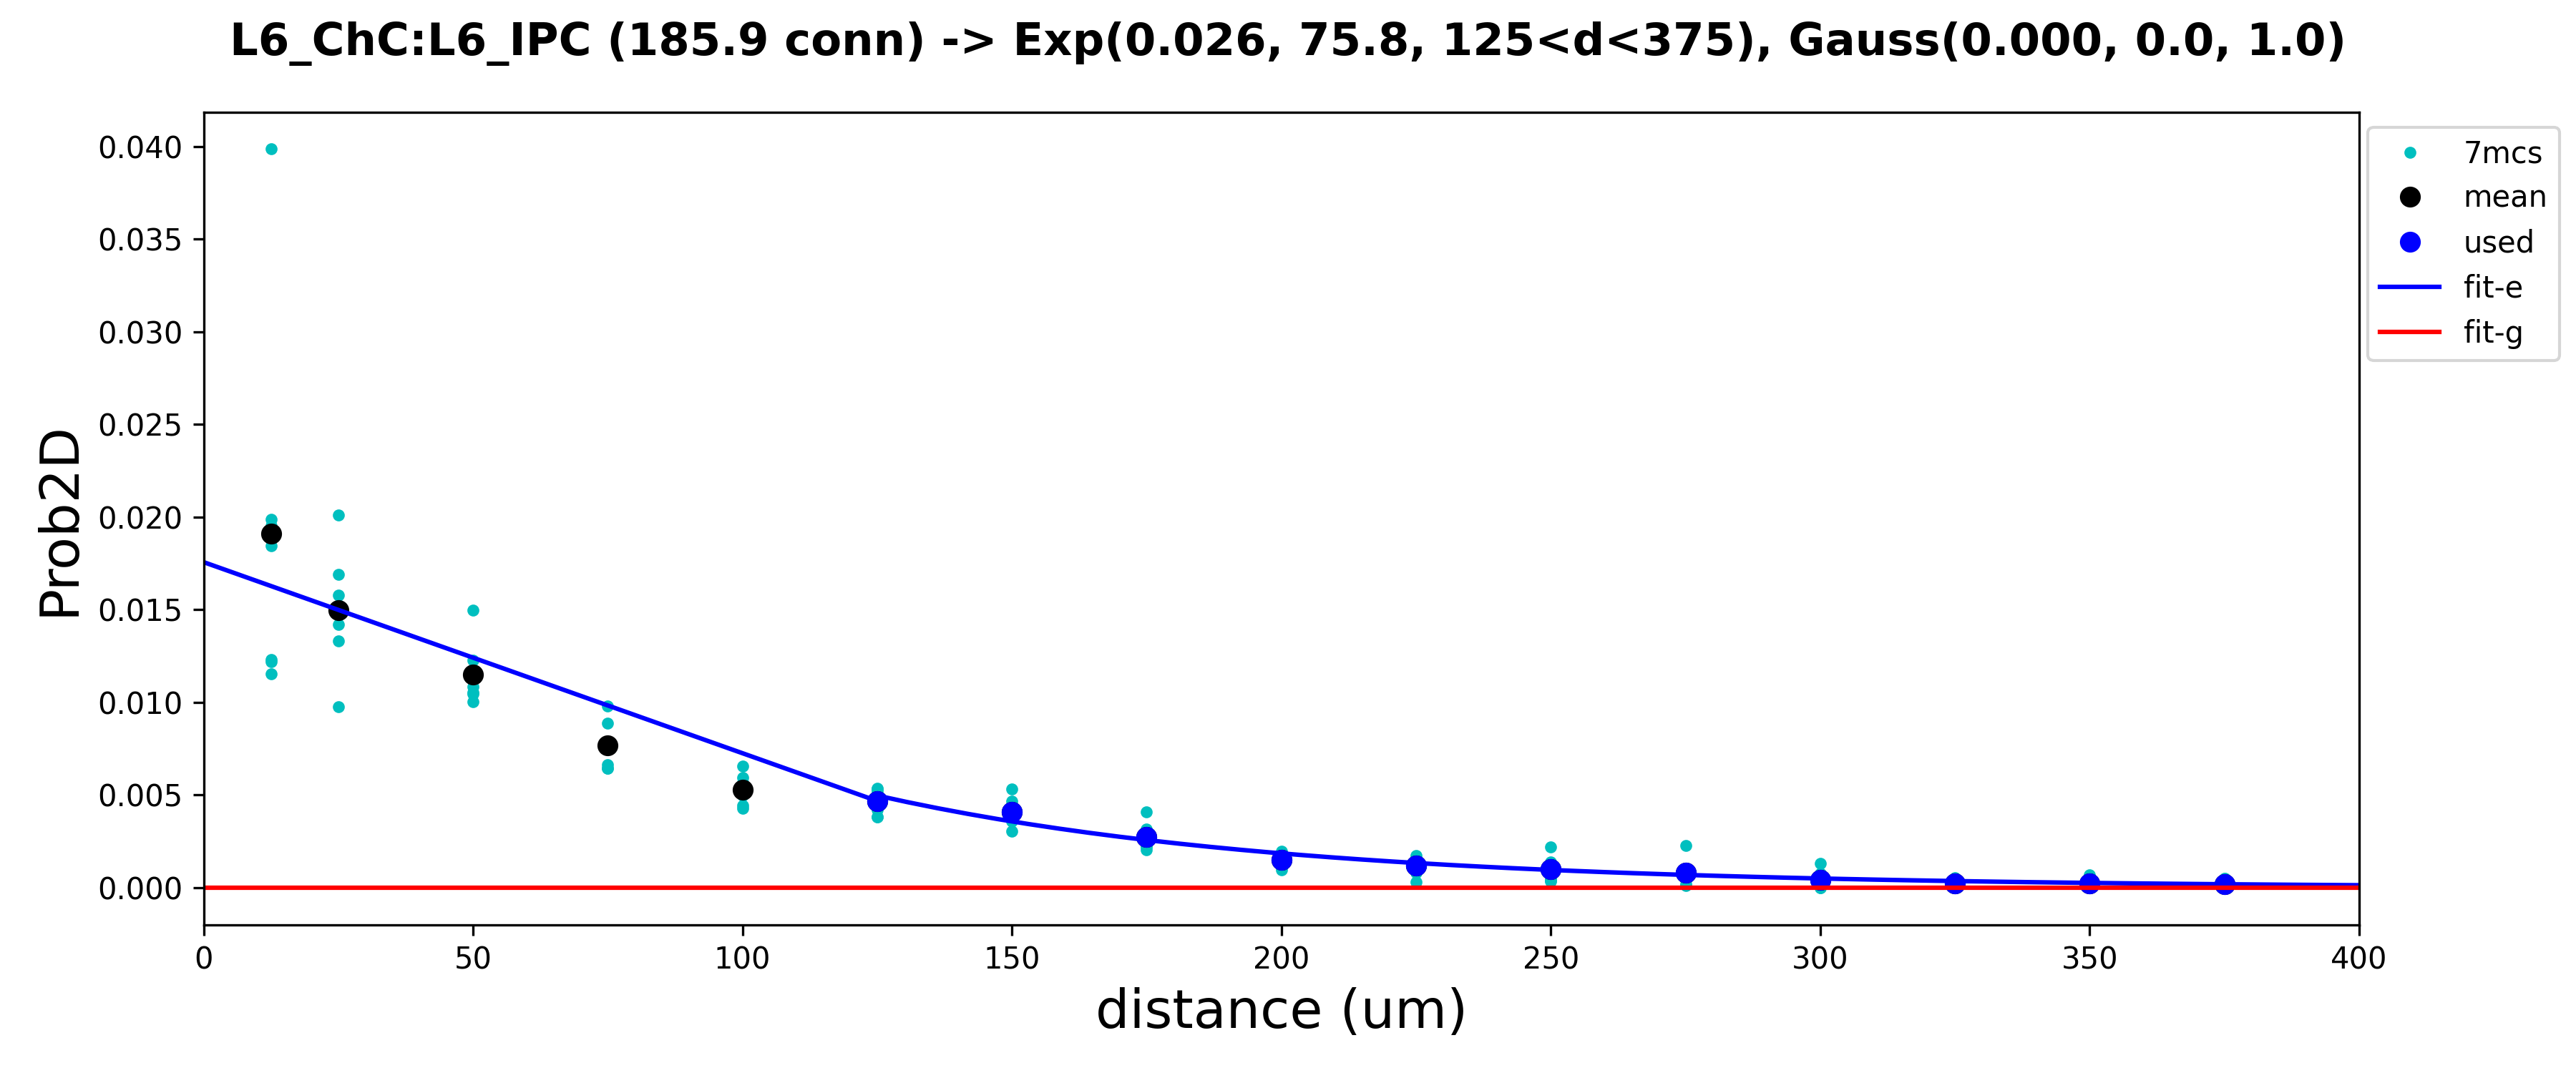 L6_ChC:L6_IPC (185.9 conn) -> Exp(0.026, 75.8, 125<d<375), Gauss(0.000, 0.0, 1.0)
0.040
0.035
0.030
0.025
0.020
0.015
0.010
0.005
0.000
Prob2D
0 50 100 150 200 250 300 350 400
distance (um)
7mcs
mean
used
fit-e
fit-g